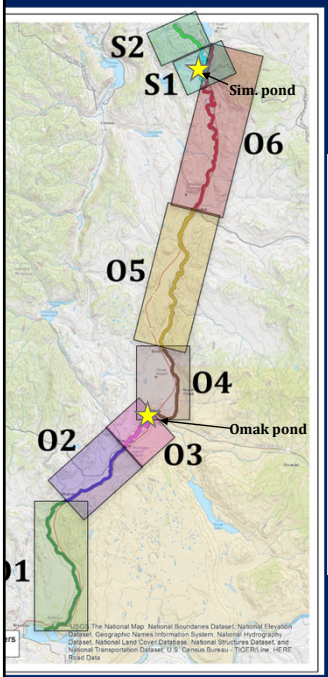 S2
S1
Sim. pond
O6
O5
O4
Omak pond
O2
O3
O1
USGS The National Map: National Boundaries Dataset, National Elevation
Dataset, Geographic Names Information System, National Hydrography
Dataset, National Land Cover Database, National Structures Dataset, and
National Transportation Dataset; U.S. Census Bureau - TIGER/Line; HERE
Road Data
ers